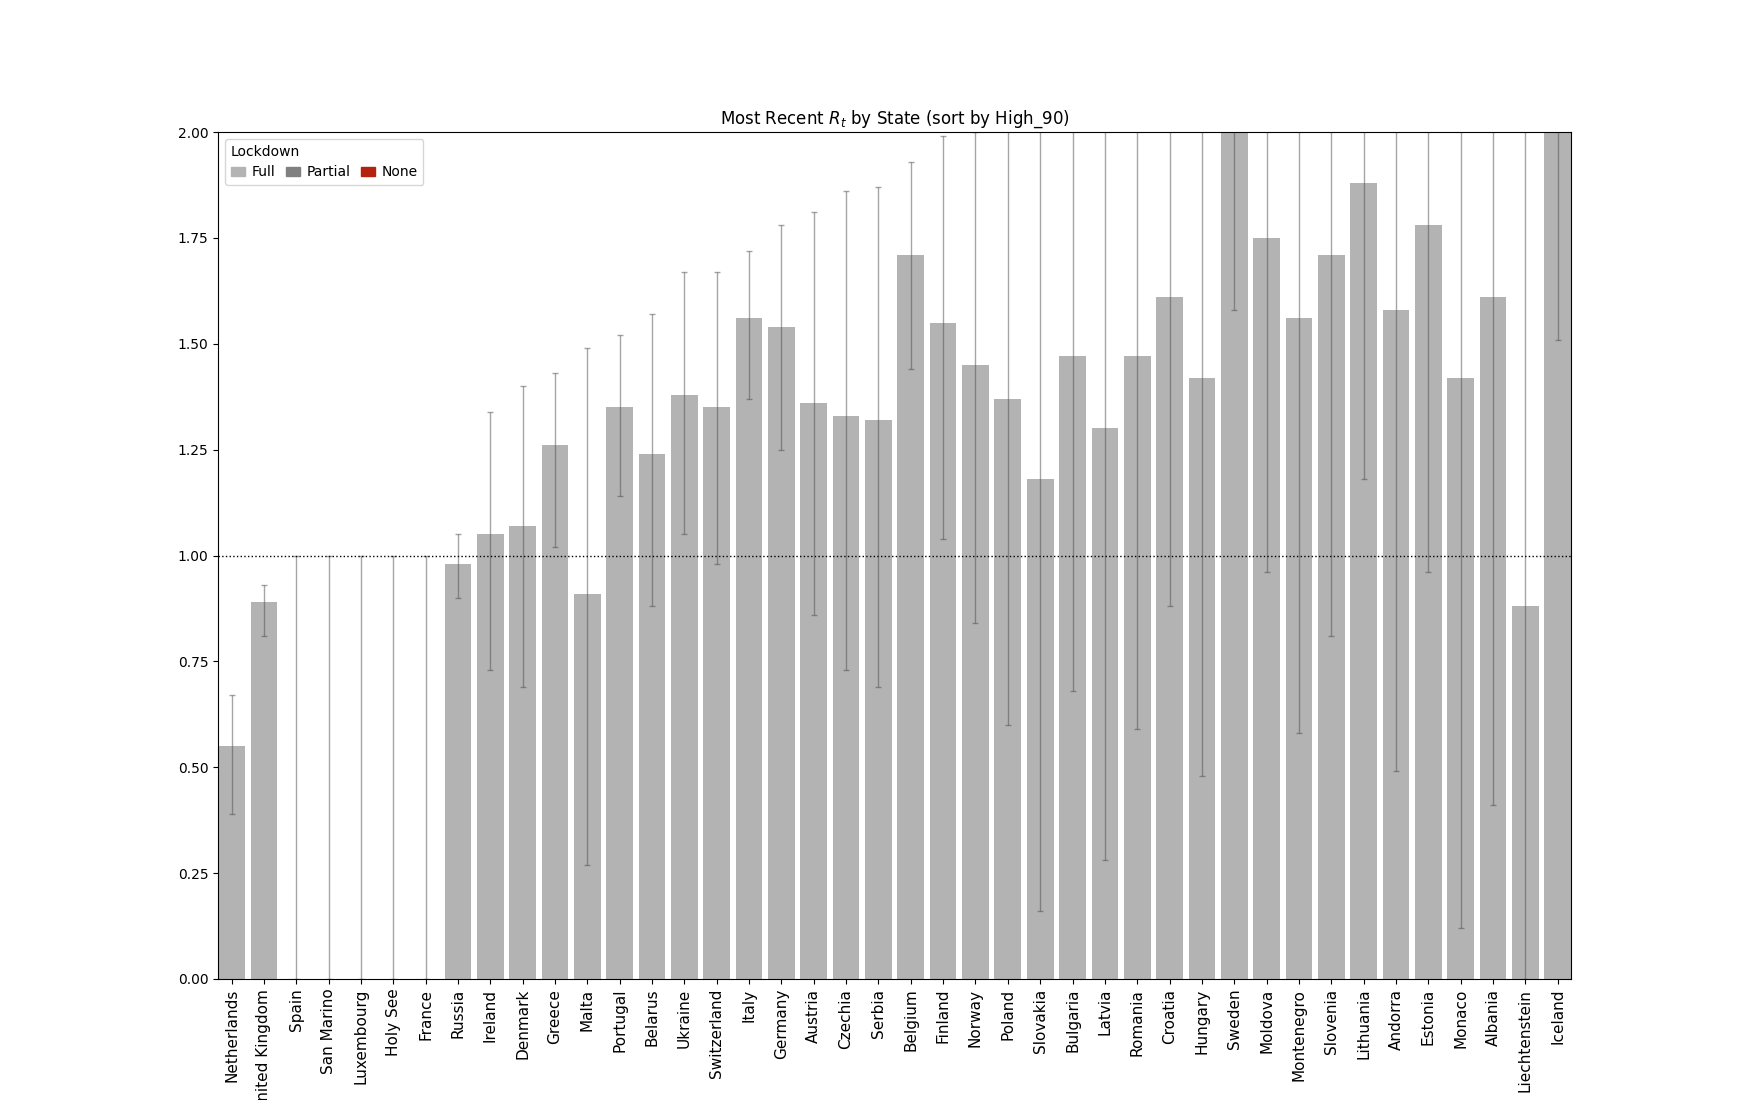 Most Recent R_t by State (sort by High_90)
Lockdown
Full Partial None
2.00
1.75
1.50
1.25
1.00
0.75
0.50
0.25
0.00
Netherlands
nited Kingdom
Spain
San Marino
Luxembourg
Holy See
France
Russia
Ireland
Denmark
Greece
Malta
Portugal
Belarus
Ukraine
Switzerland
Italy
Germany
Austria
Czechia
Serbia
Belgium
Finland
Norway
Poland
Slovakia
Bulgaria
Latvia
Romania
Croatia
Hungary
Sweden
Moldova
Montenegro
Slovenia
Lithuania
Andorra
Estonia
Monaco
Albania
Liechtenstein
Iceland